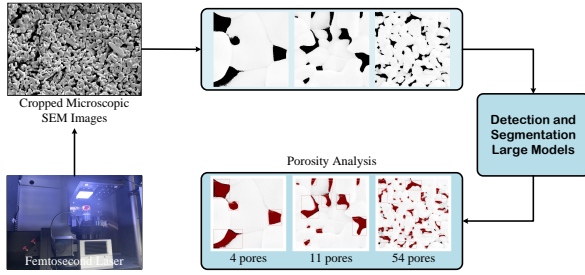 Cropped Microscopic
SEM Images
Detection and
Segmentation
Large Models
Porosity Analysis
Femtosecond Laser
4 pores
11 pores
54 pores